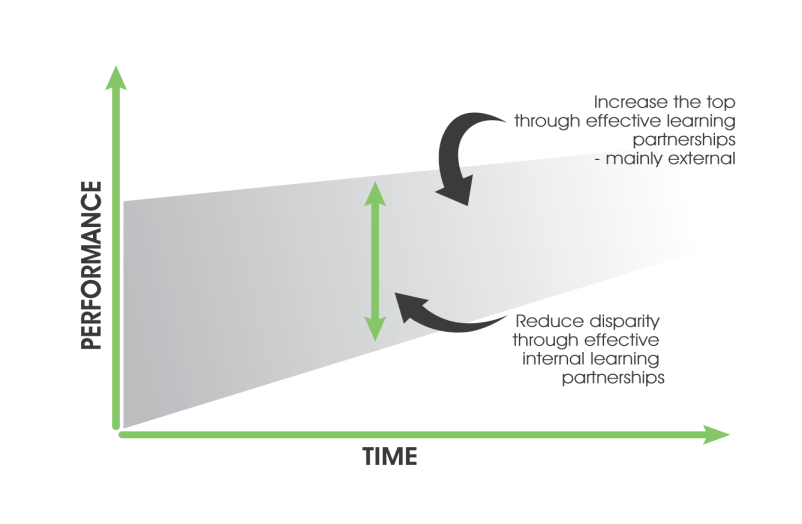 Increase the top
through effective learning
partnerships
- mainly external
PERFORMANCE
Reduce disparity
through effective
internal learning
partnerships
TIME